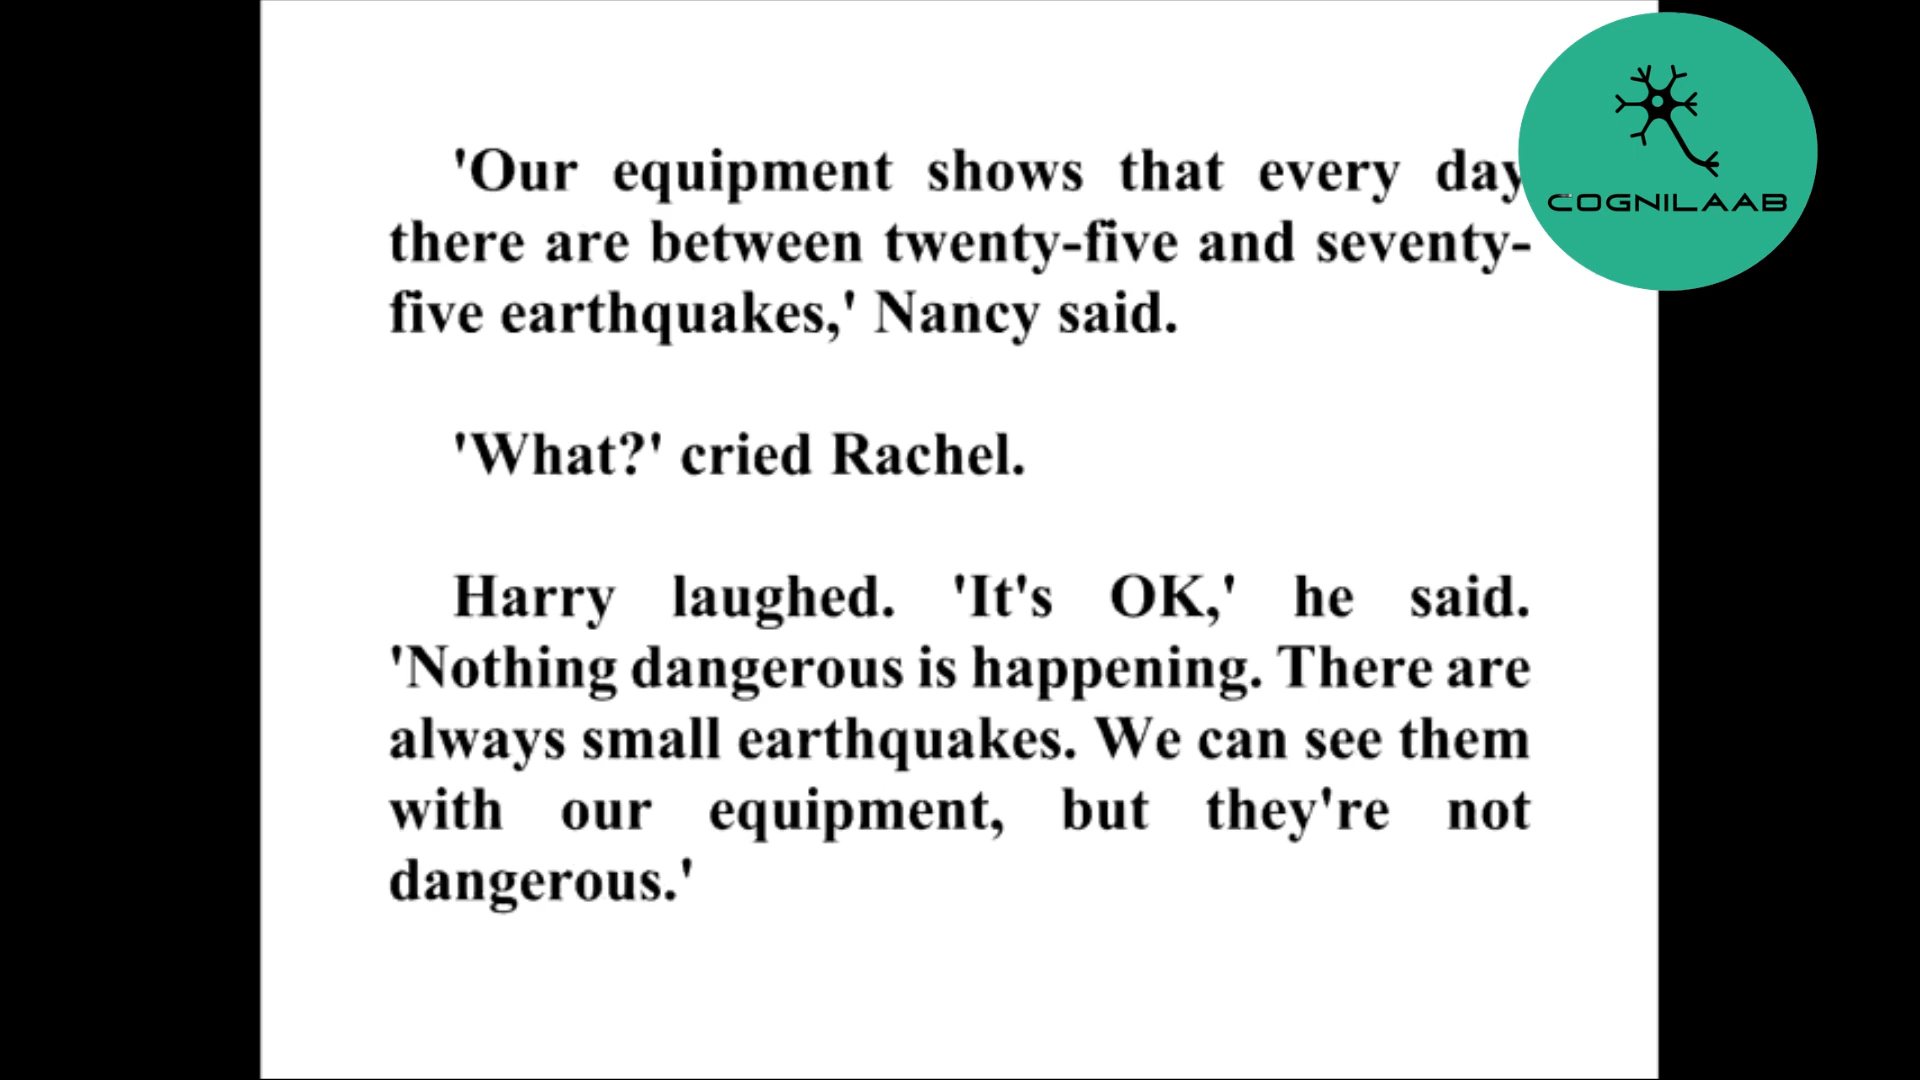 'Our equipment shows that every day
there are between twenty-five and seventy-
five earthquakes,' Nancy said.
'What?' cried Rachel.
Harry laughed. 'It's OK,' he said.
'Nothing dangerous is happening. There are
always small earthquakes. We can see them
with our equipment, but they're not
dangerous.'
COGNILAAB